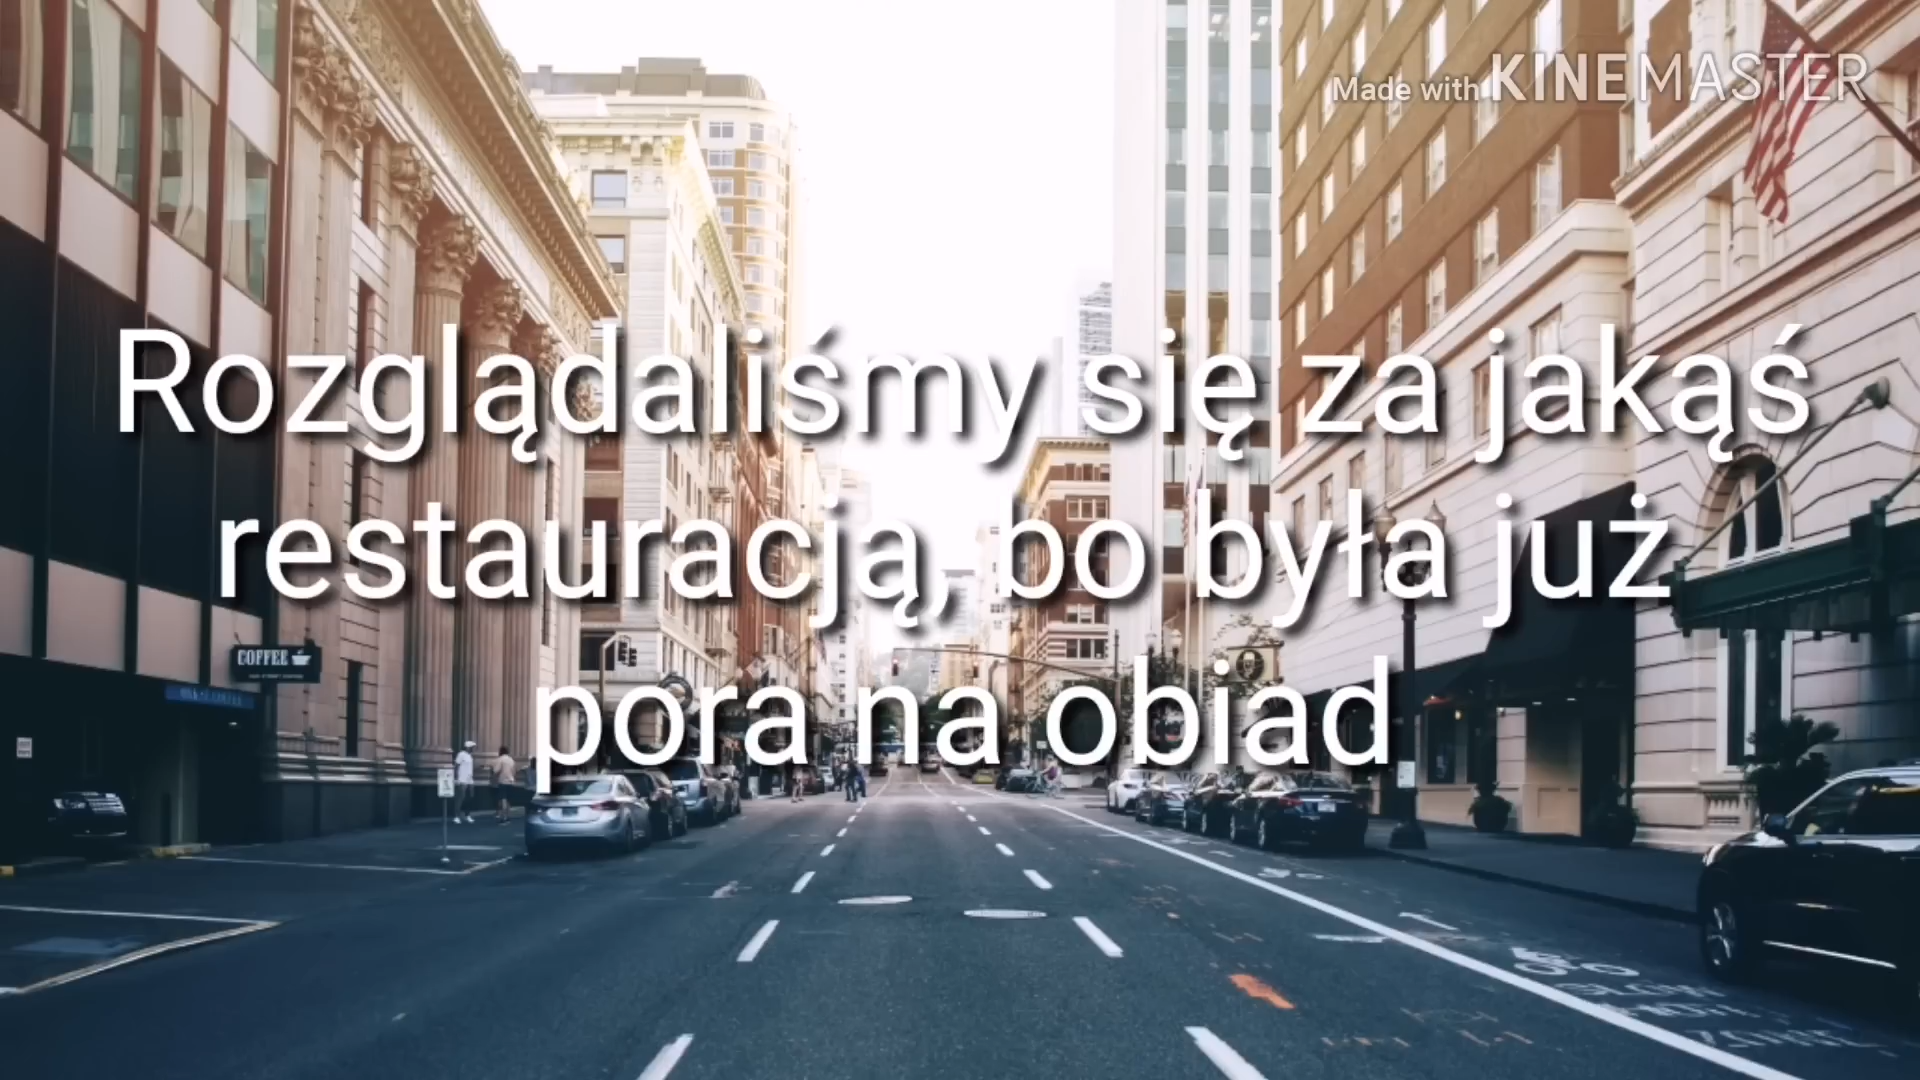 Made with KINEMASTER
Rozglądaliśmy się za jakąś
restauracją, bo była już
pora na obiad
COFFEE